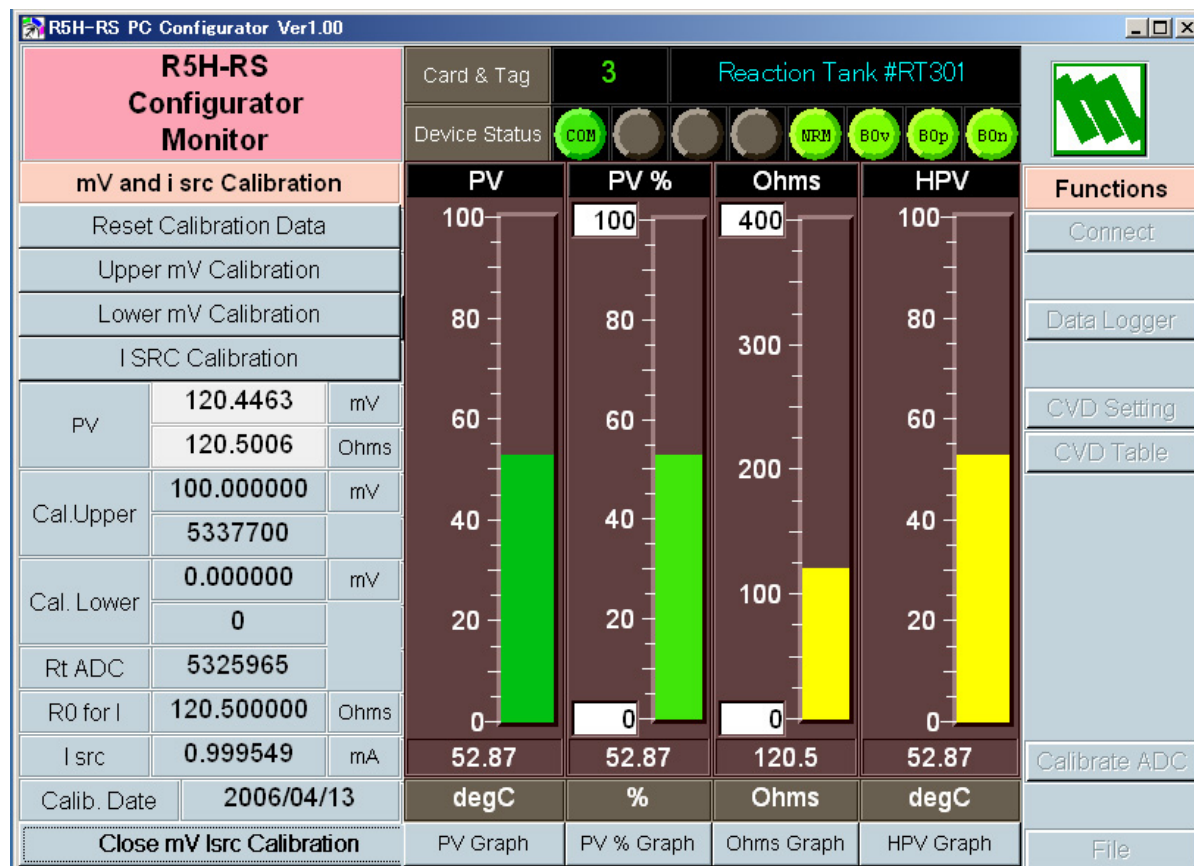 R5H-RS PC Configurator Ver1.00
R5H-RS
Configurator
Monitor
Card & Tag
3
Reaction Tank #RT301
Device Status
COM
NRM
BOv
BOp
BOn
mV and i src Calibration
Reset Calibration Data
Upper mV Calibration
Lower mV Calibration
I SRC Calibration
PV
120.4463
mV
120.5006
Ohms
Cal.Upper
100.000000
mV
5337700
Cal. Lower
0.000000
mV
0
Rt ADC
5325965
R0 for I
120.500000
Ohms
I src
0.999549
mA
Calib. Date
2006/04/13
Close mV Isrc Calibration
PV
100
80
60
40
20
0
52.87
degC
PV Graph
PV %
100
80
60
40
20
0
52.87
%
PV % Graph
Ohms
400
300
200
100
0
120.5
Ohms
Ohms Graph
HPV
100
80
60
40
20
0
52.87
degC
HPV Graph
Functions
Connect
Data Logger
CVD Setting
CVD Table
Calibrate ADC
File